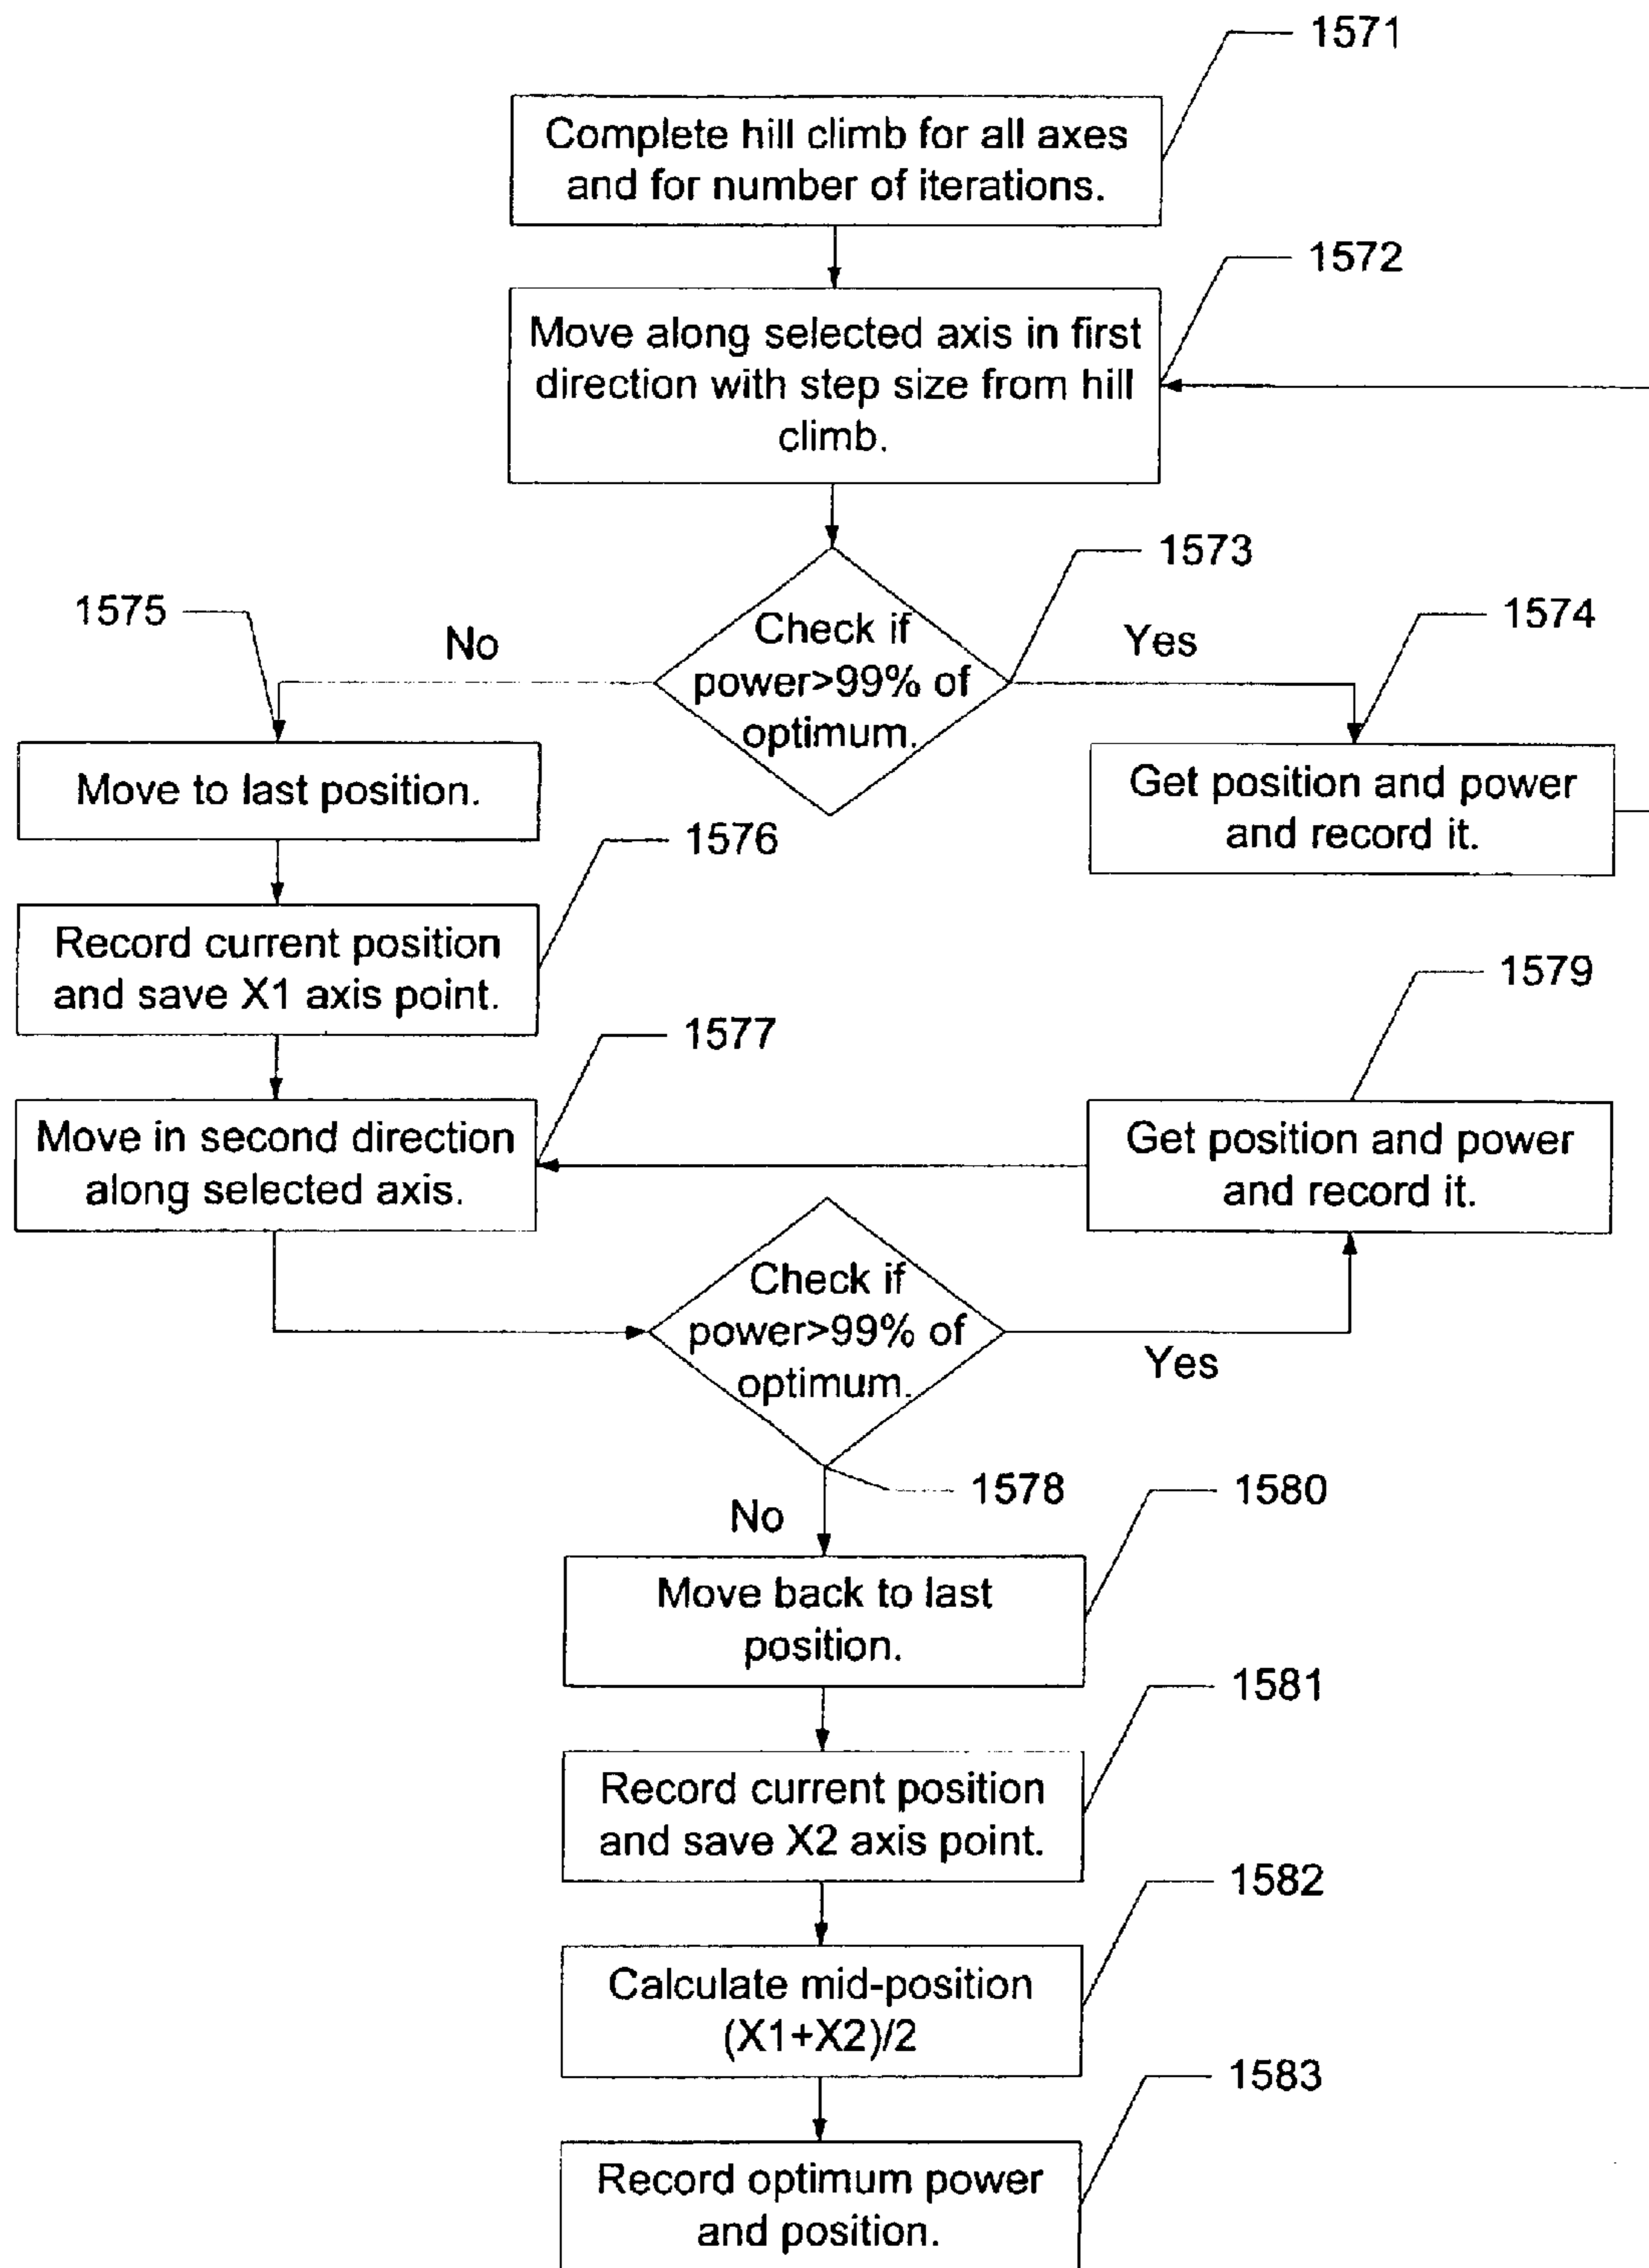 1571
Complete hill climb for all axes
and for number of iterations.
1572
Move along selected axis in first
direction with step size from hill
climb.
1573
Check if
power>99% of
optimum.
1575
No
Yes
1574
Move to last position.
Get position and power
and record it.
1576
Record current position
and save X1 axis point.
1579
1577
Move in second direction
along selected axis.
Get position and power
and record it.
Check if
power>99% of
optimum.
Yes
1578
No
1580
Move back to last
position.
1581
Record current position
and save X2 axis point.
1582
Calculate mid-position
(X1+X2)/2
1583
Record optimum power
and position.